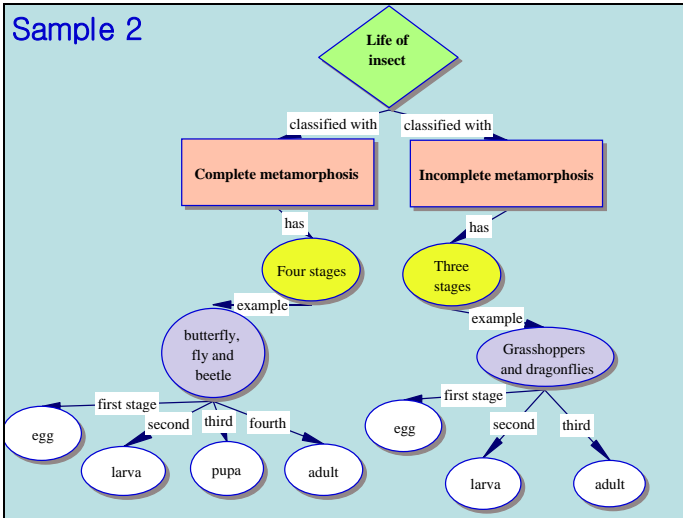 Sample 2
Life of
insect
classified with
classified with
Complete metamorphosis
Incomplete metamorphosis
has
has
Four stages
Three
stages
example
example
butterfly,
fly and
beetle
Grasshoppers
and dragonflies
first stage
second
third
fourth
first stage
second
third
egg
larva
pupa
adult
egg
larva
adult